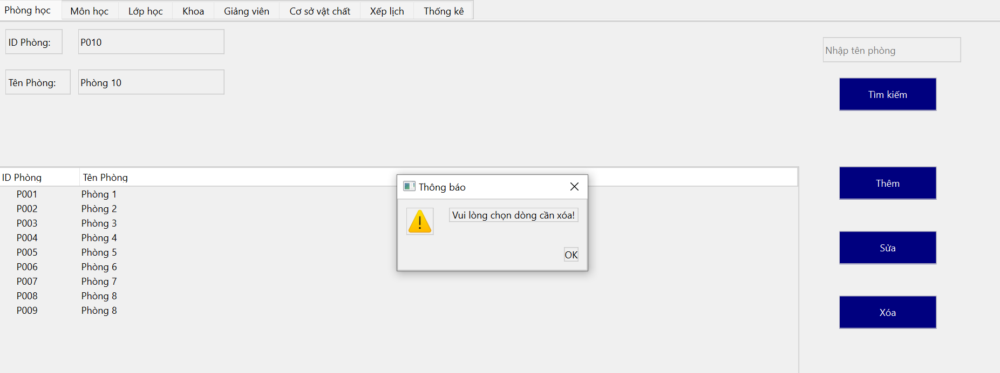 Phòng học Môn học Lớp học Khoa Giảng viên Cơ sở vật chất Xếp lịch Thống kê
ID Phòng: P010
Nhập tên phòng
Tên Phòng: Phòng 10
Tìm kiếm
ID Phòng Tên Phòng
Thêm
Thông báo
P001 Phòng 1
P002 Phòng 2
Vui lòng chọn dòng cần xóa!
P003 Phòng 3
P004 Phòng 4
Sửa
P005 Phòng 5
OK
P006 Phòng 6
P007 Phòng 7
P008 Phòng 8
P009 Phòng 8
Xóa